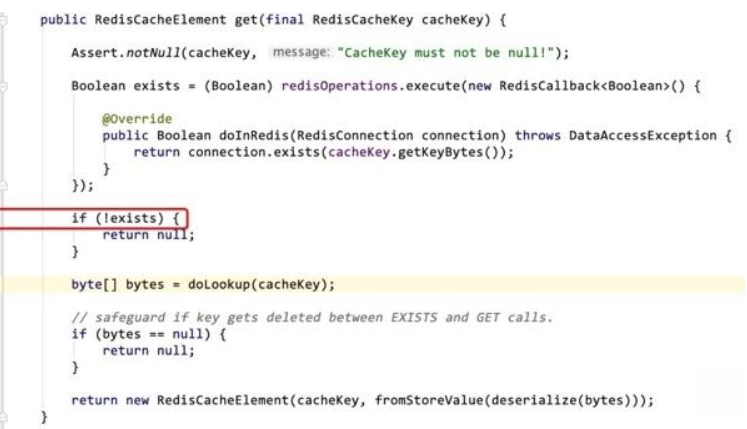 public RedisCacheElement get(final RedisCacheKey cacheKey) {
Assert.notNull(cacheKey, message: "CacheKey must not be null!");
Boolean exists = (Boolean) redisOperations.execute(new RedisCallback<Boolean>() {
@Override
public Boolean doInRedis(RedisConnection connection) throws DataAccessException {
return connection.exists(cacheKey.getKeyBytes());
}
});
if (!exists) {
return null;
}
byte[] bytes = doLookup(cacheKey);
// safeguard if key gets deleted between EXISTS and GET calls.
if (bytes == null) {
return null;
}
return new RedisCacheElement(cacheKey, fromStoreValue(deserialize(bytes)));
}